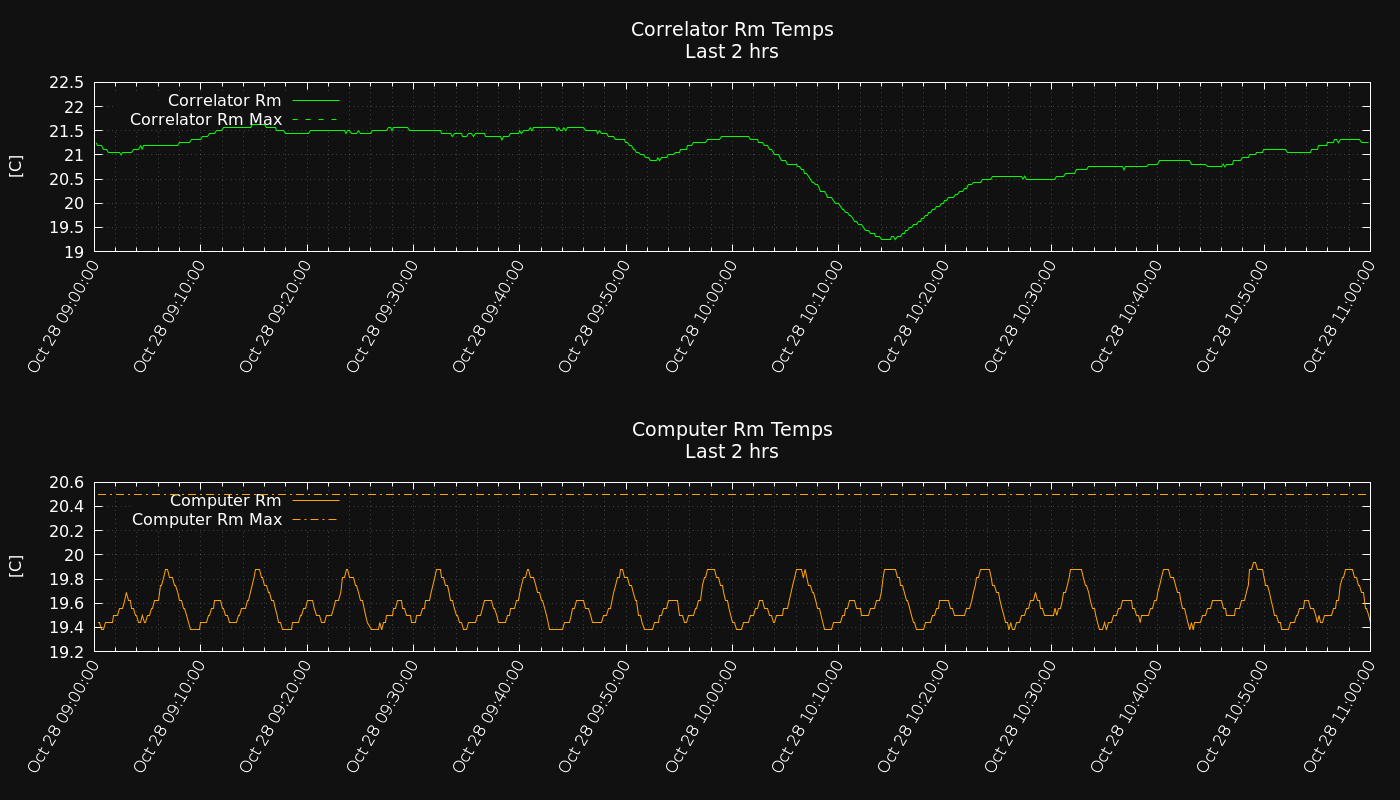 Correlator Rm Temps
Last 2 hrs
22.5
22
21.5
21
20.5
20
19.5
19
[C]
Correlator Rm
Correlator Rm Max
Oct 28 09:00:00
Oct 28 09:10:00
Oct 28 09:20:00
Oct 28 09:30:00
Oct 28 09:40:00
Oct 28 09:50:00
Oct 28 10:00:00
Oct 28 10:10:00
Oct 28 10:20:00
Oct 28 10:30:00
Oct 28 10:40:00
Oct 28 10:50:00
Oct 28 11:00:00
Computer Rm Temps
Last 2 hrs
20.6
20.4
20.2
20
19.8
19.6
19.4
19.2
[C]
Computer Rm
Computer Rm Max
Oct 28 09:00:00
Oct 28 09:10:00
Oct 28 09:20:00
Oct 28 09:30:00
Oct 28 09:40:00
Oct 28 09:50:00
Oct 28 10:00:00
Oct 28 10:10:00
Oct 28 10:20:00
Oct 28 10:30:00
Oct 28 10:40:00
Oct 28 10:50:00
Oct 28 11:00:00